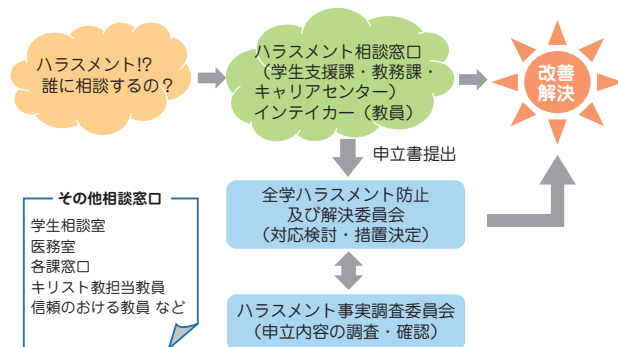 ハラスメント!?
誰に相談するの？
ハラスメント相談窓口
（学生支援課・教務課・
キャリアセンター）
インテイカー（教員）
改善
解決
申立書提出
全学ハラスメント防止
及び解決委員会
（対応検討・措置決定）
ハラスメント事実調査委員会
（申立内容の調査・確認）
その他相談窓口
学生相談室
医務室
各課窓口
キリスト教担当教員
信頼のおける教員 など